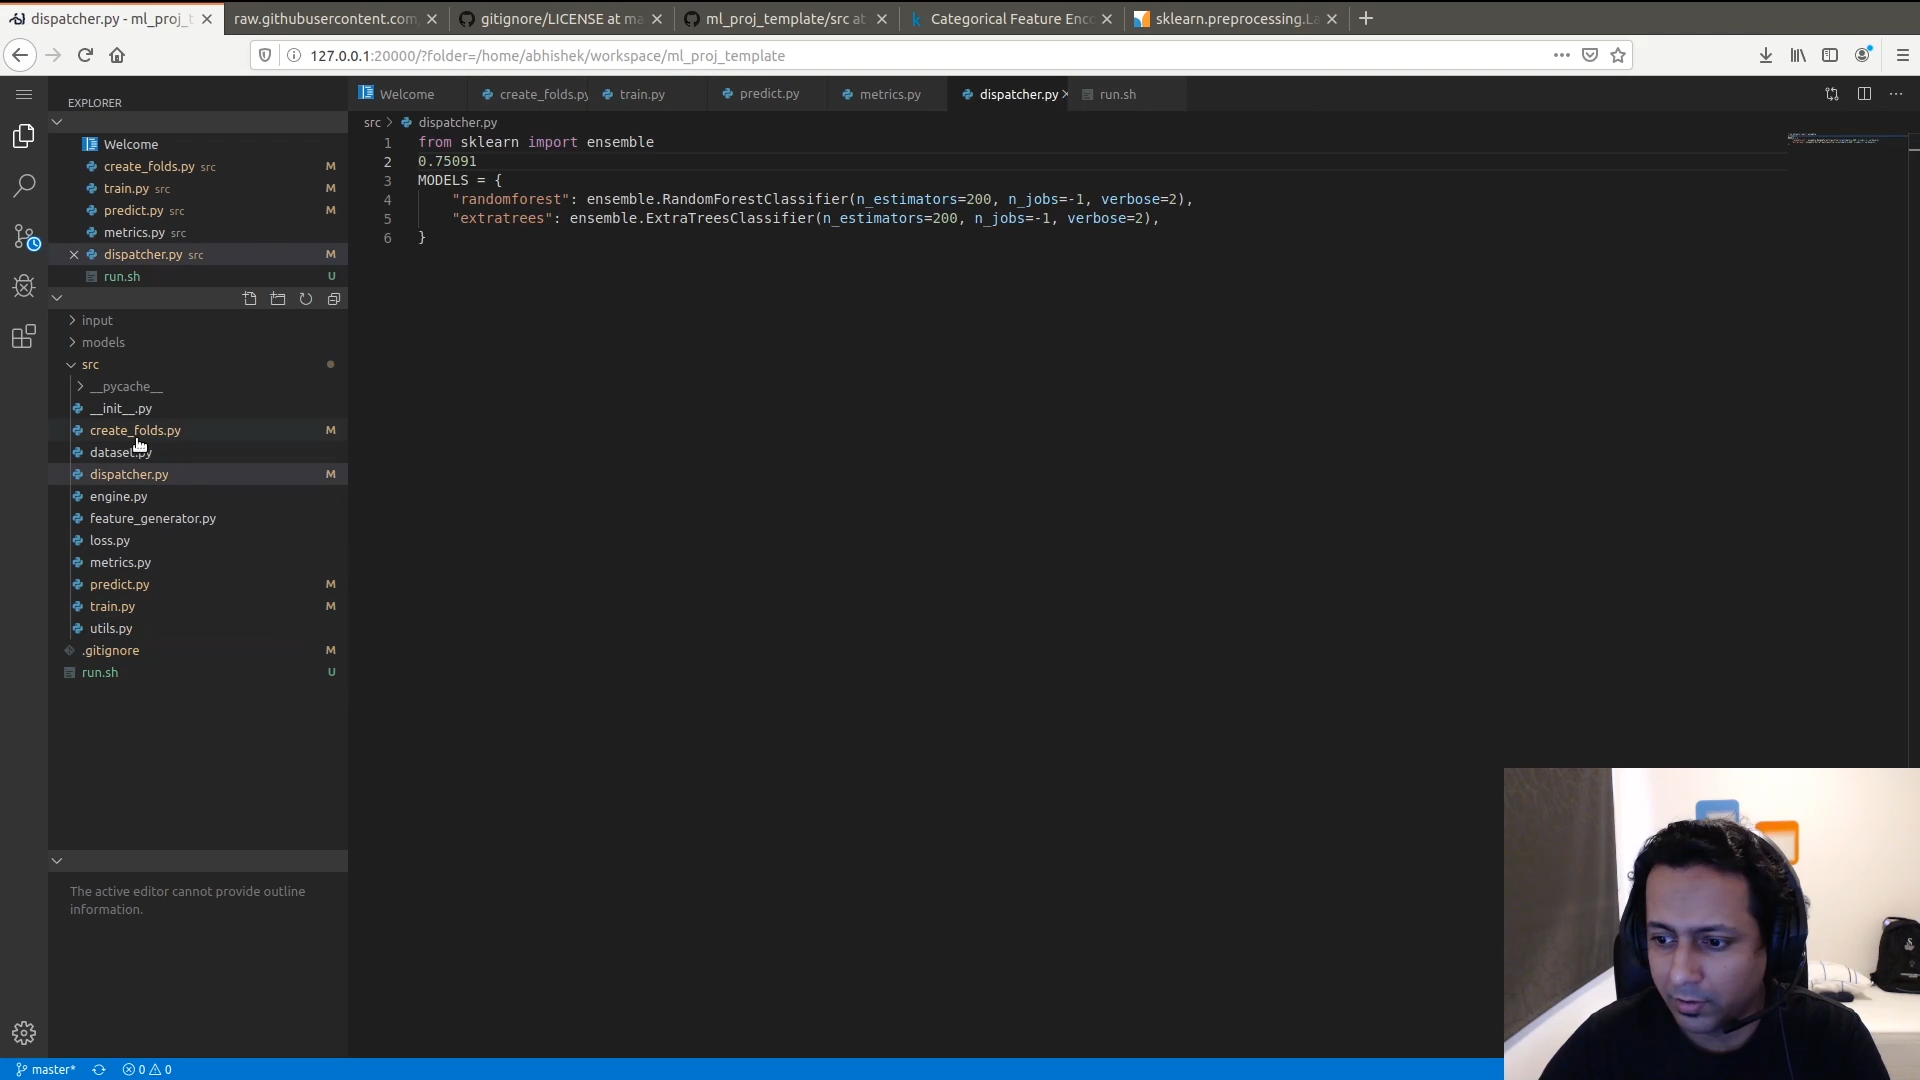 dispatcher.py - ml_proj_t
raw.githubusercontent.com
gitignore/LICENSE at ma
ml_proj_template/src at
Categorical Feature Enc
sklearn.preprocessing.La
127.0.0.1:20000/?folder=/home/abhishek/workspace/ml_proj_template
EXPLORER
Welcome
create_folds.py src M
train.py src M
predict.py src M
metrics.py src
dispatcher.py src M
run.sh U
input
models
src
__pycache__
__init__.py
create_folds.py M
dataset.py
dispatcher.py M
engine.py
feature_generator.py
loss.py
metrics.py
predict.py M
train.py M
utils.py
.gitignore M
run.sh U
The active editor cannot provide outline
information.
Welcome
create_folds.py
train.py
predict.py
metrics.py
dispatcher.py
run.sh
src > dispatcher.py
1 from sklearn import ensemble
2 0.75091
3 MODELS = {
4 "randomforest": ensemble.RandomForestClassifier(n_estimators=200, n_jobs=-1, verbose=2),
5 "extratrees": ensemble.ExtraTreesClassifier(n_estimators=200, n_jobs=-1, verbose=2),
6 }
master* 0 0